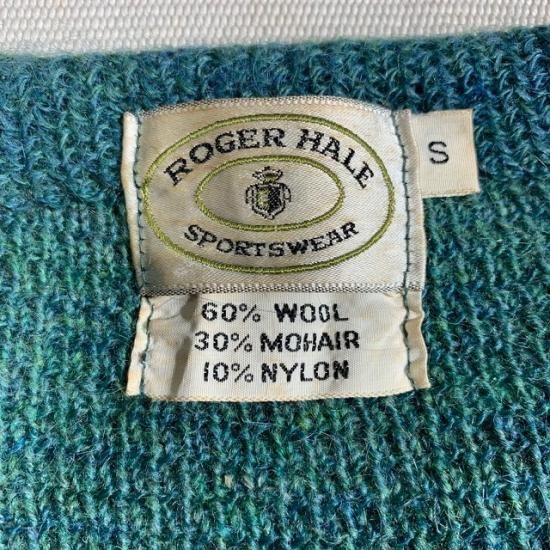 ROGER HALE
SPORTSWEAR
S
60% WOOL
30% MOHAIR
10% NYLON